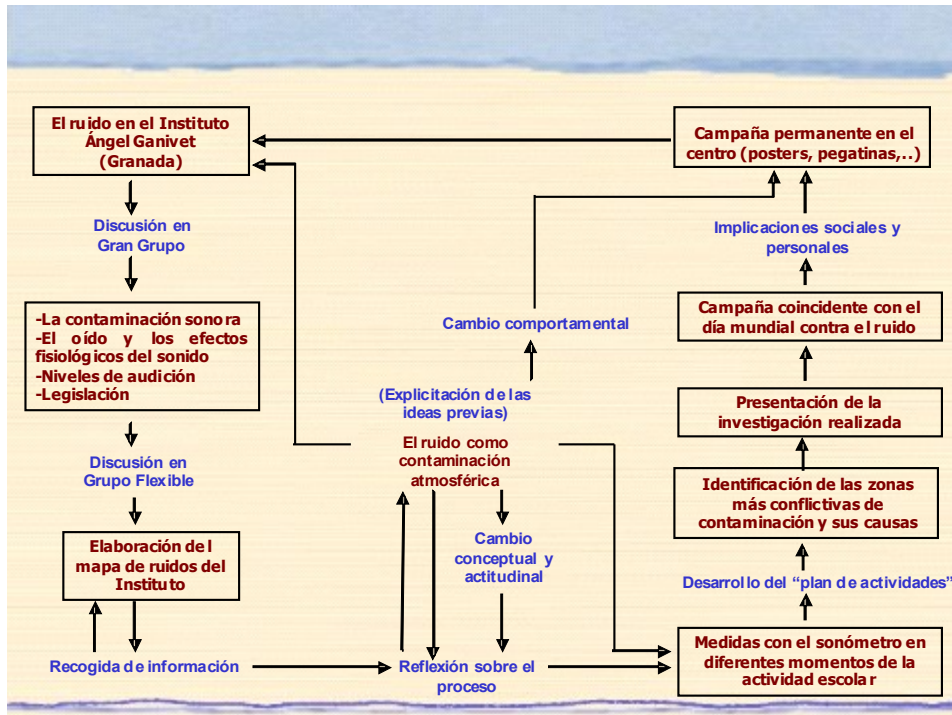 El ruido en el Instituto
Ángel Ganivet
(Granada)
Discusión en
Gran Grupo
-La contaminación sonora
-El oído y los efectos
fisiológicos del sonido
-Niveles de audición
-Legislación
Discusión en
Grupo Flexible
Elaboración del
mapa de ruidos del
Instituto
Recogida de información
Cambio comportamental
(Explicitación de las
ideas previas)
El ruido como
contaminación
atmosférica
Cambio
conceptual y
actitudinal
Reflexión sobre el
proceso
Campaña permanente en el
centro (posters, pegatinas,..)
Implicaciones sociales y
personales
Campaña coincidente con el
día mundial contra el ruido
Presentación de la
investigación realizada
Identificación de las zonas
más conflictivas de
contaminación y sus causas
Desarrollo del “plan de actividades”
Medidas con el sonómetro en
diferentes momentos de la
actividad escolar